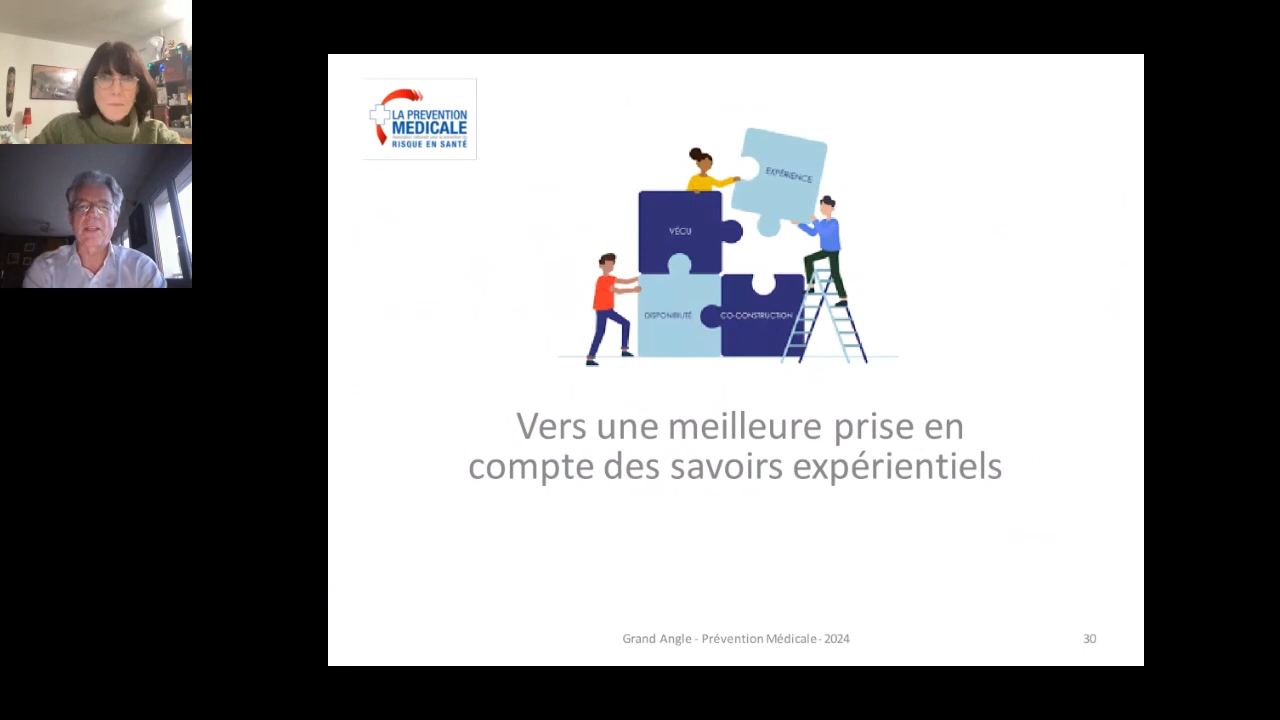 LA PREVENTION
MEDICALE
RISQUE EN SANTÉ
EXPÉRIENCE
VÉCU
DISPONIBILITÉ
CO-CONSTRUCTION
Vers une meilleure prise en
compte des savoirs expérientiels
Grand Angle - Prévention Médicale - 2024
30